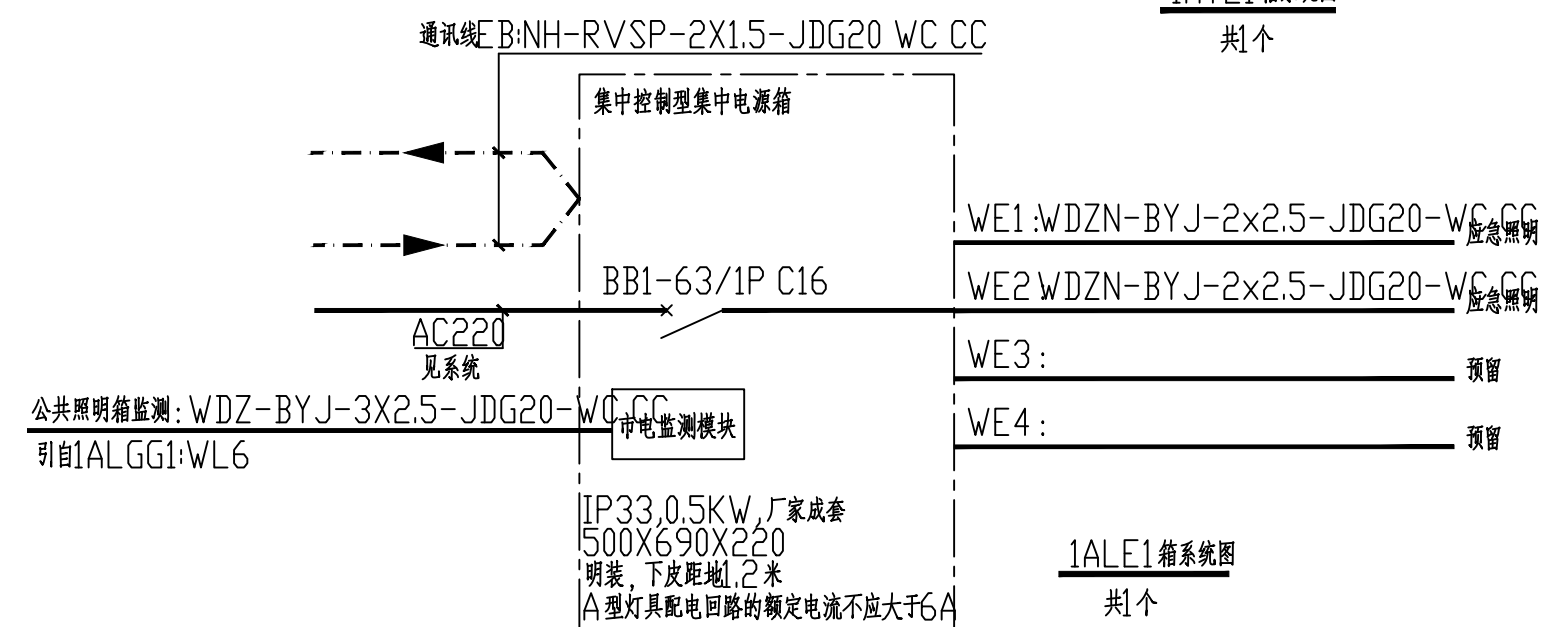 共1个
通讯线EB:NH-RVSP-2X1.5-JDG20 WC CC
集中控制型集中电源箱
WE1:WDZN-BYJ-2x2.5-JDG20-WC CC 应急照明
BB1-63/1P C16
WE2 WDZN-BYJ-2x2.5-JDG20-WC CC 应急照明
AC220
见系统
WE3: 预留
公共照明箱监测:WDZ-BYJ-3X2.5-JDG20-WC CC
市电监测模块
WE4: 预留
引自1ALGG1:WL6
IP33,0.5KW,厂家成套
500X690X220
明装,下皮距地1.2米
A型灯具配电回路的额定电流不应大于6A
1ALE1箱系统图
共1个